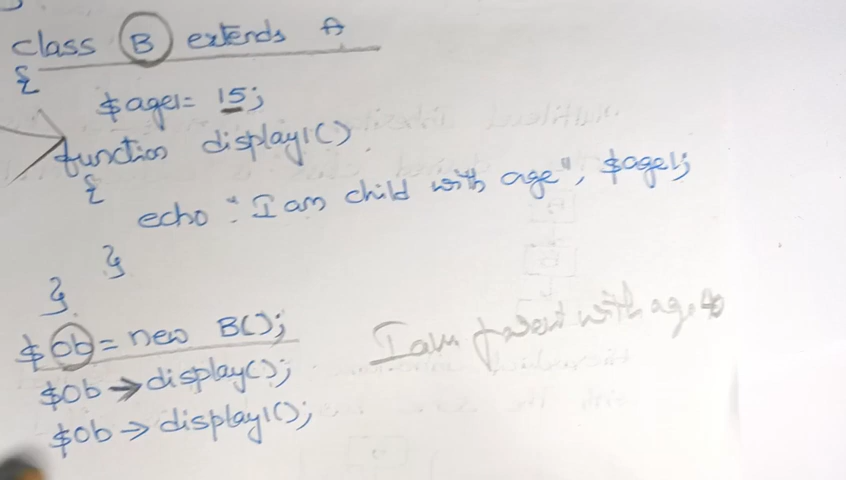 class B extends A
{
$age1= 15;
function display1()
{
echo "I am child with age", $age1;
}
}
$ob = new B();
I am parent with age 40
$ob->display();
$ob->display1();